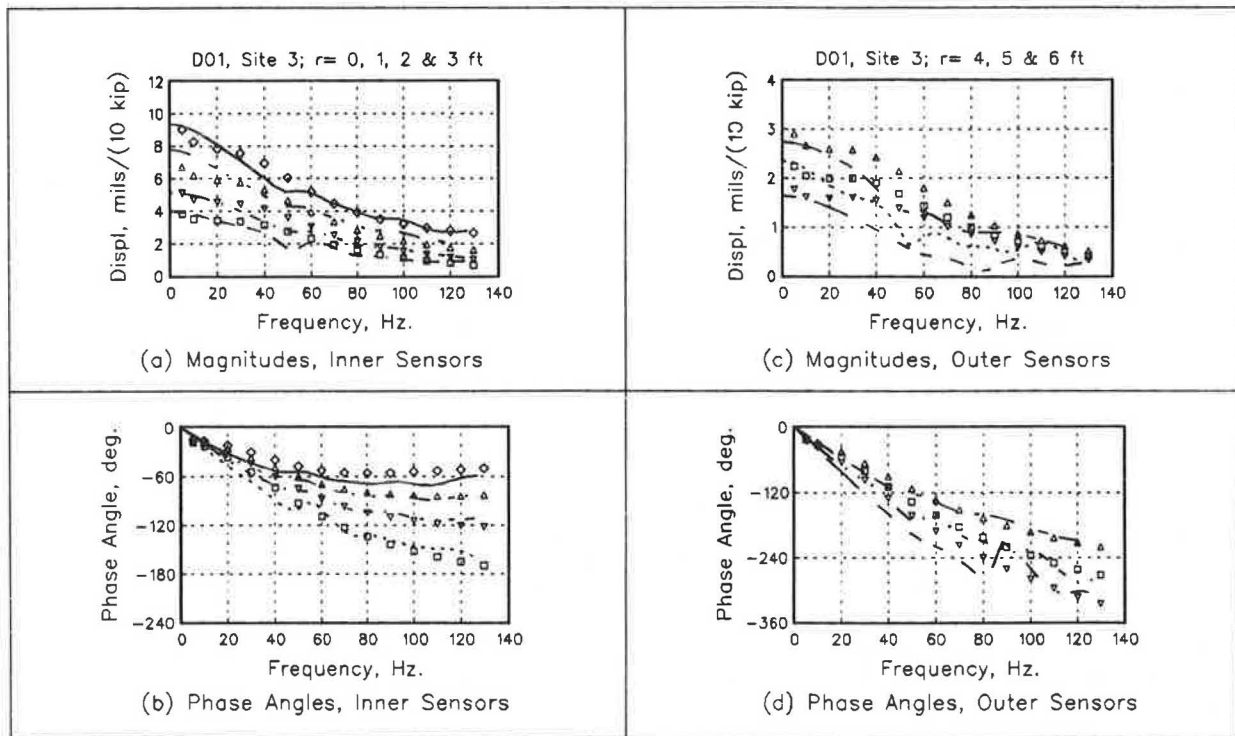 D01, Site 3; r= 0, 1, 2 & 3 ft
12
10
8
6
4
2
0
Displ, mils/(10 kip)
0 20 40 60 80 100 120 140
Frequency, Hz.
(a) Magnitudes, Inner Sensors
D01, Site 3; r= 4, 5 & 6 ft
4
3
2
1
0
Displ, mils/(10 kip)
0 20 40 60 80 100 120 140
Frequency, Hz.
(c) Magnitudes, Outer Sensors
0
-60
-120
-180
-240
Phase Angle, deg.
0 20 40 60 80 100 120 140
Frequency, Hz.
(b) Phase Angles, Inner Sensors
0
-120
-240
-360
Phase Angle, deg.
0 20 40 60 80 100 120 140
Frequency, Hz.
(d) Phase Angles, Outer Sensors